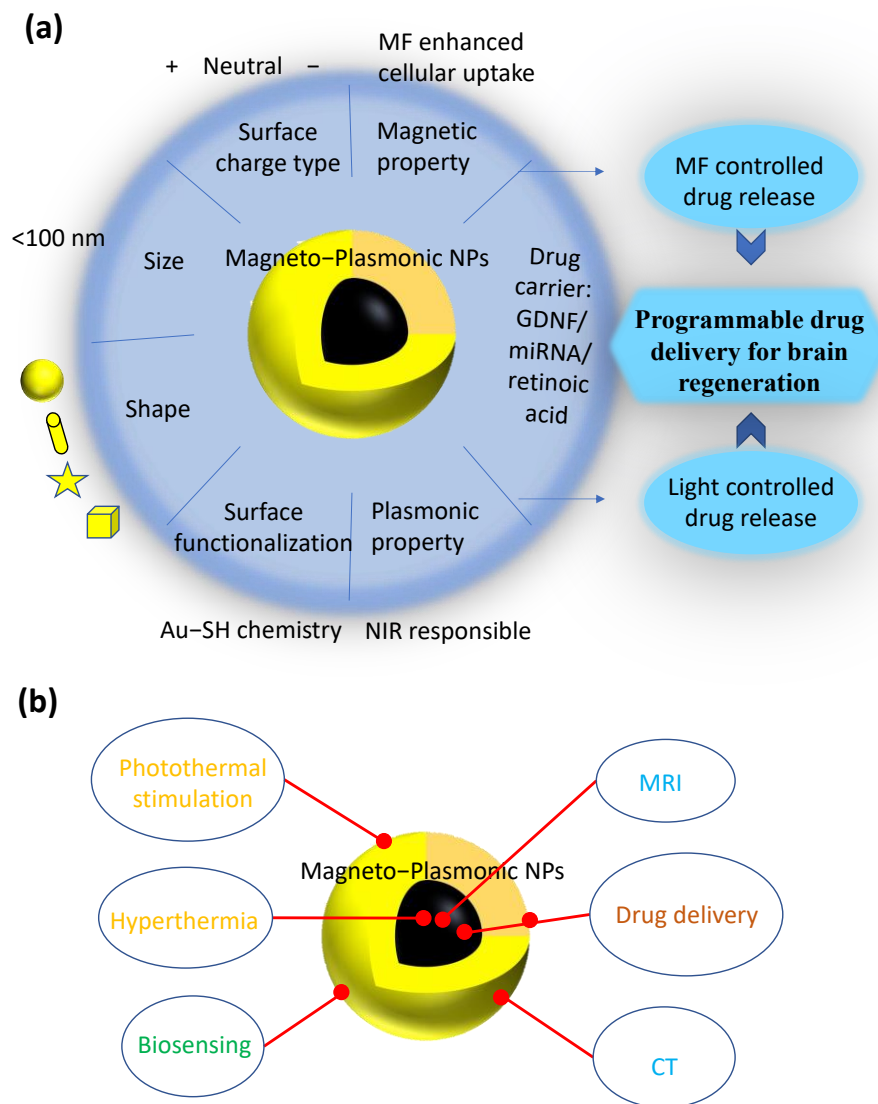 (a)
+ Neutral −
MF enhanced
cellular uptake
Surface
charge type
Magnetic
property
MF controlled
drug release
<100 nm
Size
Magneto−Plasmonic NPs
Drug
carrier:
GDNF/
miRNA/
retinoic
acid
Programmable drug
delivery for brain
regeneration
Shape
Surface
functionalization
Plasmonic
property
Light controlled
drug release
Au−SH chemistry
NIR responsible
(b)
Photothermal
stimulation
MRI
Magneto−Plasmonic NPs
Hyperthermia
Drug delivery
Biosensing
CT